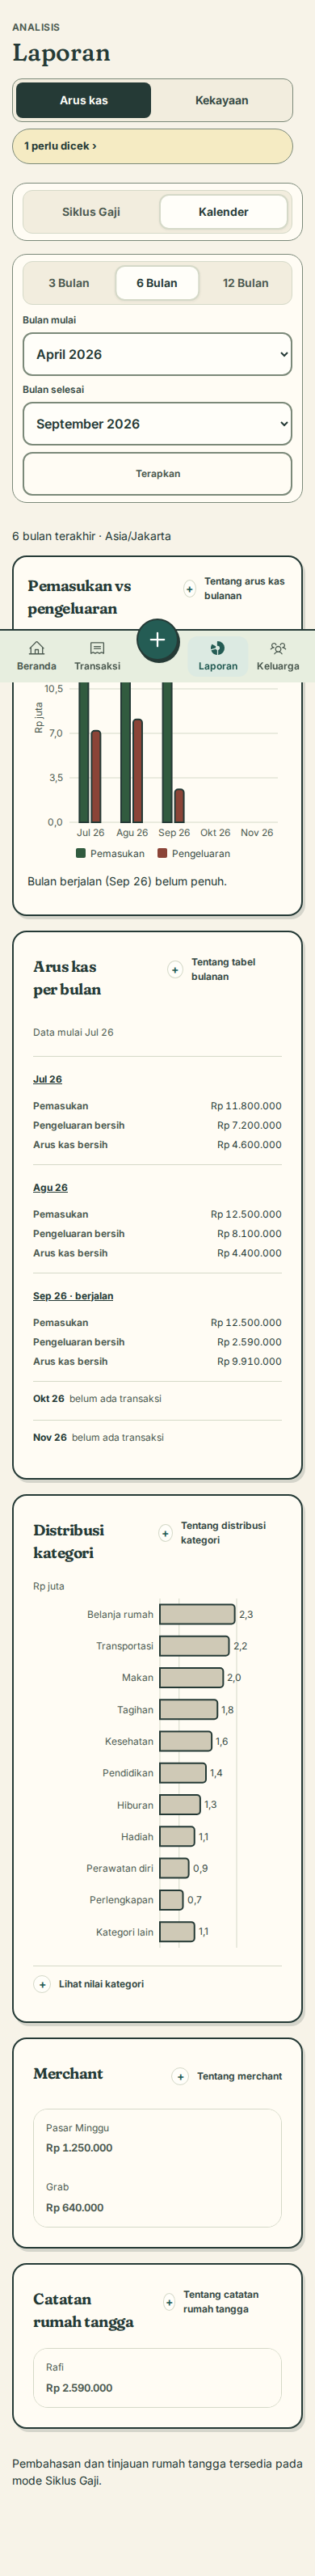 ANALISIS
Laporan
Arus kas
Kekayaan
1 perlu dicek ›
Siklus Gaji
Kalender
3 Bulan
6 Bulan
12 Bulan
Bulan mulai
April 2026
Bulan selesai
September 2026
Terapkan
6 bulan terakhir · Asia/Jakarta
Pemasukan vs
pengeluaran
+
Tentang arus kas
bulanan
+
Beranda
Transaksi
Laporan
Keluarga
Rp juta
10,5
7,0
3,5
0,0
Jul 26
Agu 26
Sep 26
Okt 26
Nov 26
Pemasukan
Pengeluaran
Bulan berjalan (Sep 26) belum penuh.
Arus kas
per bulan
+
Tentang tabel
bulanan
Data mulai Jul 26
Jul 26
Pemasukan Rp 11.800.000
Pengeluaran bersih Rp 7.200.000
Arus kas bersih Rp 4.600.000
Agu 26
Pemasukan Rp 12.500.000
Pengeluaran bersih Rp 8.100.000
Arus kas bersih Rp 4.400.000
Sep 26 · berjalan
Pemasukan Rp 12.500.000
Pengeluaran bersih Rp 2.590.000
Arus kas bersih Rp 9.910.000
Okt 26 belum ada transaksi
Nov 26 belum ada transaksi
Distribusi
kategori
+
Tentang distribusi
kategori
Rp juta
Belanja rumah 2,3
Transportasi 2,2
Makan 2,0
Tagihan 1,8
Kesehatan 1,6
Pendidikan 1,4
Hiburan 1,3
Hadiah 1,1
Perawatan diri 0,9
Perlengkapan 0,7
Kategori lain 1,1
+ Lihat nilai kategori
Merchant
+ Tentang merchant
Pasar Minggu
Rp 1.250.000
Grab
Rp 640.000
Catatan
rumah tangga
+
Tentang catatan
rumah tangga
Rafi
Rp 2.590.000
Pembahasan dan tinjauan rumah tangga tersedia pada
mode Siklus Gaji.